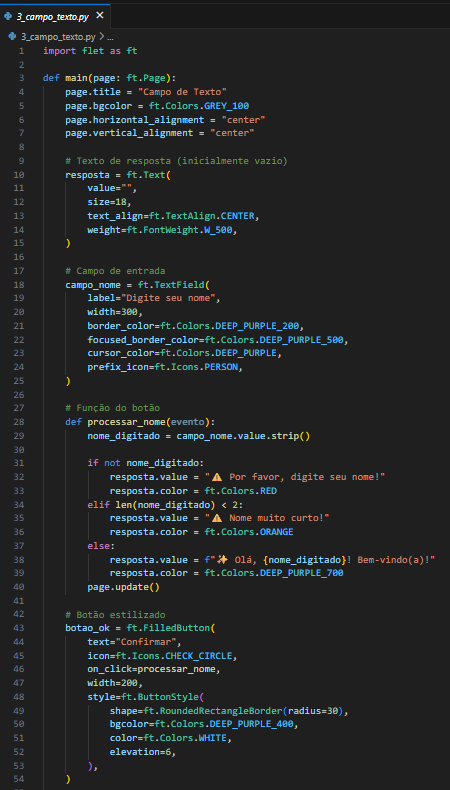 3_campo_texto.py ×
3_campo_texto.py > ...
1 import flet as ft
2
3 def main(page: ft.Page):
4     page.title = "Campo de Texto"
5     page.bgcolor = ft.Colors.GREY_100
6     page.horizontal_alignment = "center"
7     page.vertical_alignment = "center"
8
9     # Texto de resposta (inicialmente vazio)
10     resposta = ft.Text(
11         value="",
12         size=18,
13         text_align=ft.TextAlign.CENTER,
14         weight=ft.FontWeight.W_500,
15     )
16
17     # Campo de entrada
18     campo_nome = ft.TextField(
19         label="Digite seu nome",
20         width=300,
21         border_color=ft.Colors.DEEP_PURPLE_200,
22         focused_border_color=ft.Colors.DEEP_PURPLE_500,
23         cursor_color=ft.Colors.DEEP_PURPLE,
24         prefix_icon=ft.Icons.PERSON,
25     )
26
27     # Função do botão
28     def processar_nome(evento):
29         nome_digitado = campo_nome.value.strip()
30
31         if not nome_digitado:
32             resposta.value = "⚠️ Por favor, digite seu nome!"
33             resposta.color = ft.Colors.RED
34         elif len(nome_digitado) < 2:
35             resposta.value = "⚠️ Nome muito curto!"
36             resposta.color = ft.Colors.ORANGE
37         else:
38             resposta.value = f"✨ Olá, {nome_digitado}! Bem-vindo(a)!"
39             resposta.color = ft.Colors.DEEP_PURPLE_700
40         page.update()
41
42     # Botão estilizado
43     botao_ok = ft.FilledButton(
44         text="Confirmar",
45         icon=ft.Icons.CHECK_CIRCLE,
46         on_click=processar_nome,
47         width=200,
48         style=ft.ButtonStyle(
49             shape=ft.RoundedRectangleBorder(radius=30),
50             bgcolor=ft.Colors.DEEP_PURPLE_400,
51             color=ft.Colors.WHITE,
52             elevation=6,
53         ),
54     )